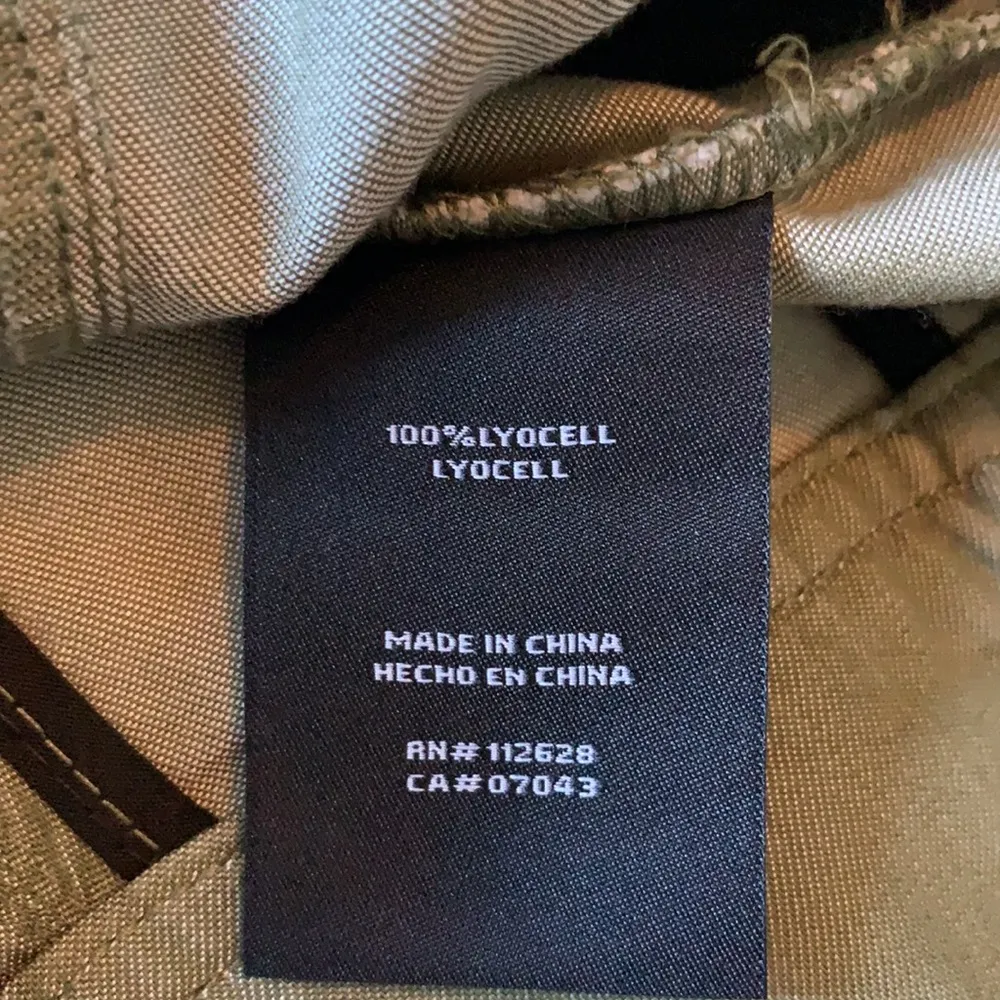 100%LYOCELL
LYOCELL
MADE IN CHINA
HECHO EN CHINA
RN# 112628
CA# 07043